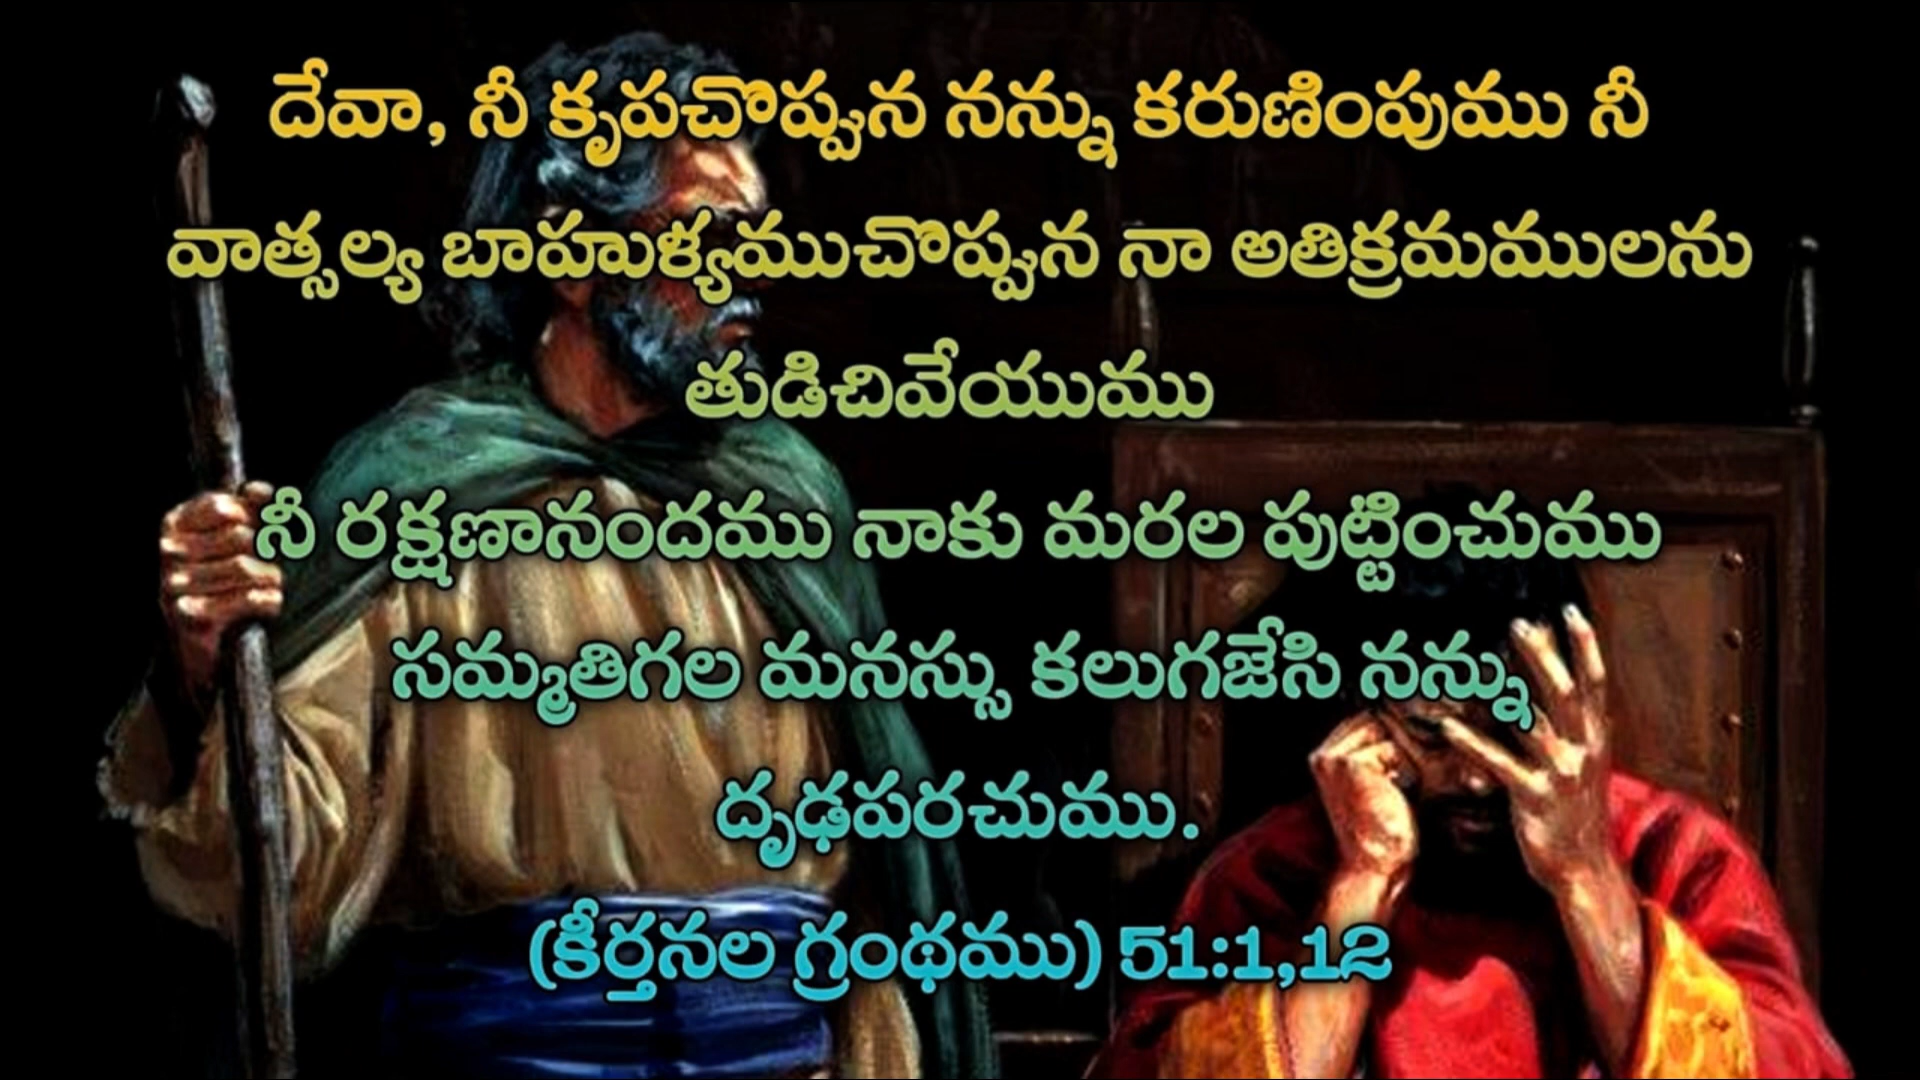 దేవా, నీ కృపచొప్పున నన్ను కరుణింపుము నీ
వాత్సల్య బాహుళ్యముచొప్పున నా అతిక్రమములను
తుడిచివేయుము
నీ రక్షణానందము నాకు మరల పుట్టించుము
సమ్మతిగల మనస్సు కలుగజేసి నన్ను
దృఢపరచుము.
(కీర్తనల గ్రంథము) 51:1,12